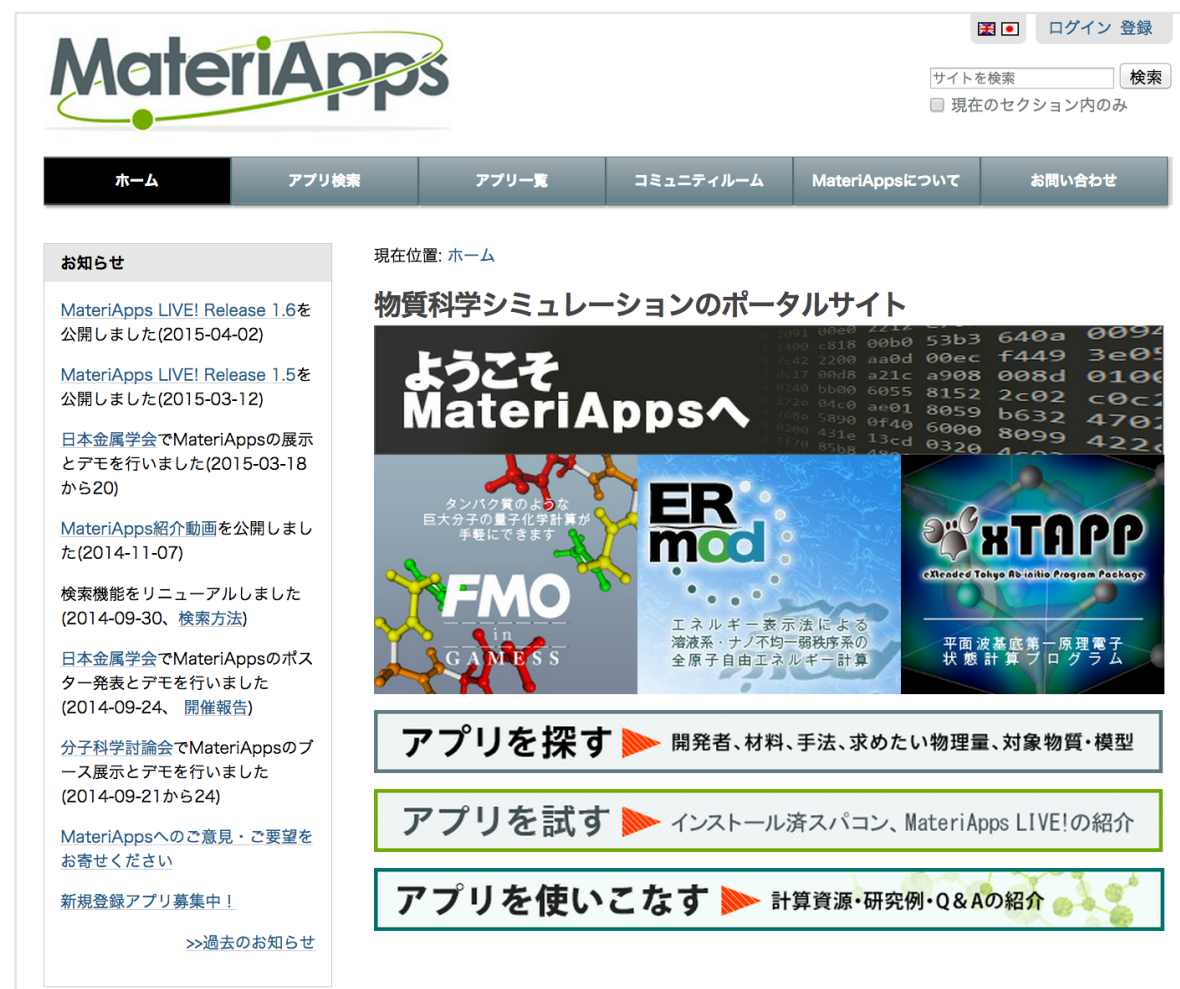 MateriApps
ログイン 登録
サイトを検索
検索
現在のセクション内のみ
ホーム
アプリ検索
アプリ一覧
コミュニティルーム
MateriAppsについて
お問い合わせ
お知らせ
MateriApps LIVE! Release 1.6を
公開しました(2015-04-02)
MateriApps LIVE! Release 1.5を
公開しました(2015-03-12)
日本金属学会でMateriAppsの展示
とデモを行いました(2015-03-18
から20)
MateriApps紹介動画を公開しまし
た(2014-11-07)
検索機能をリニューアルしました
(2014-09-30、検索方法)
日本金属学会でMateriAppsのポス
ター発表とデモを行いました
(2014-09-24、 開催報告)
分子科学討論会でMateriAppsのブ
ース展示とデモを行いました
(2014-09-21から24)
MateriAppsへのご意見・ご要望を
お寄せください
新規登録アプリ募集中！
>>過去のお知らせ
現在位置: ホーム
物質科学シミュレーションのポータルサイト
ようこそ
MateriAppsへ
タンパク質のような
巨大分子の量子化学計算が
手軽にできます
FMO
in
GAMESS
ER
mod
エネルギー表示法による
溶液系・ナノ不均一弱秩序系の
全原子自由エネルギー計算
xTAPP
eXtended Tokyo Ab initio Program Package
平面波基底第一原理電子
状態計算プログラム
アプリを探す 開発者、材料、手法、求めたい物理量、対象物質・模型
アプリを試す インストール済スパコン、MateriApps LIVE!の紹介
アプリを使いこなす 計算資源・研究例・Q&Aの紹介